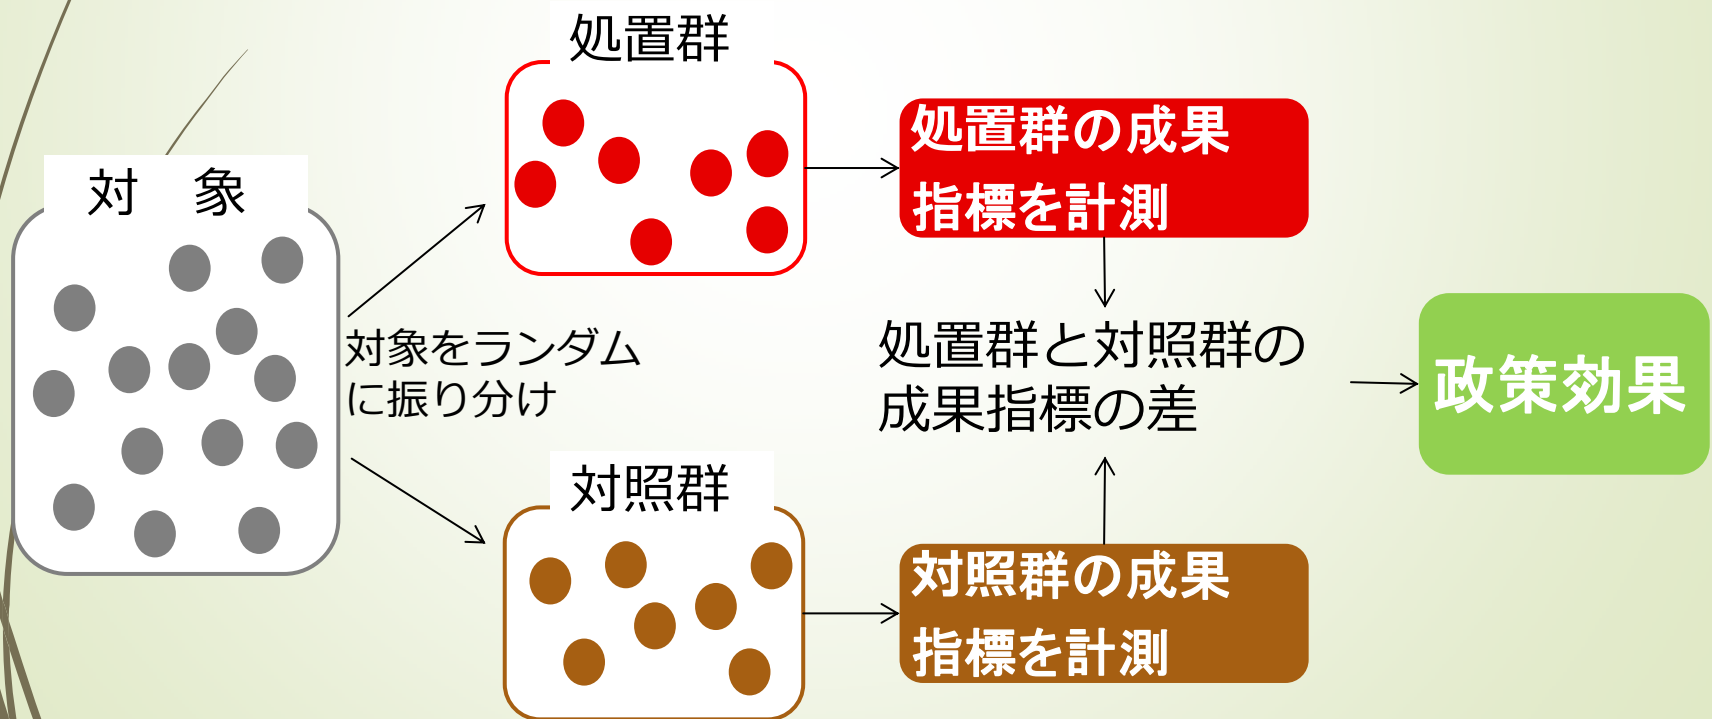 処置群
対　象
処置群の成果
指標を計測
対象をランダム
に振り分け
処置群と対照群の
成果指標の差
政策効果
対照群
対照群の成果
指標を計測